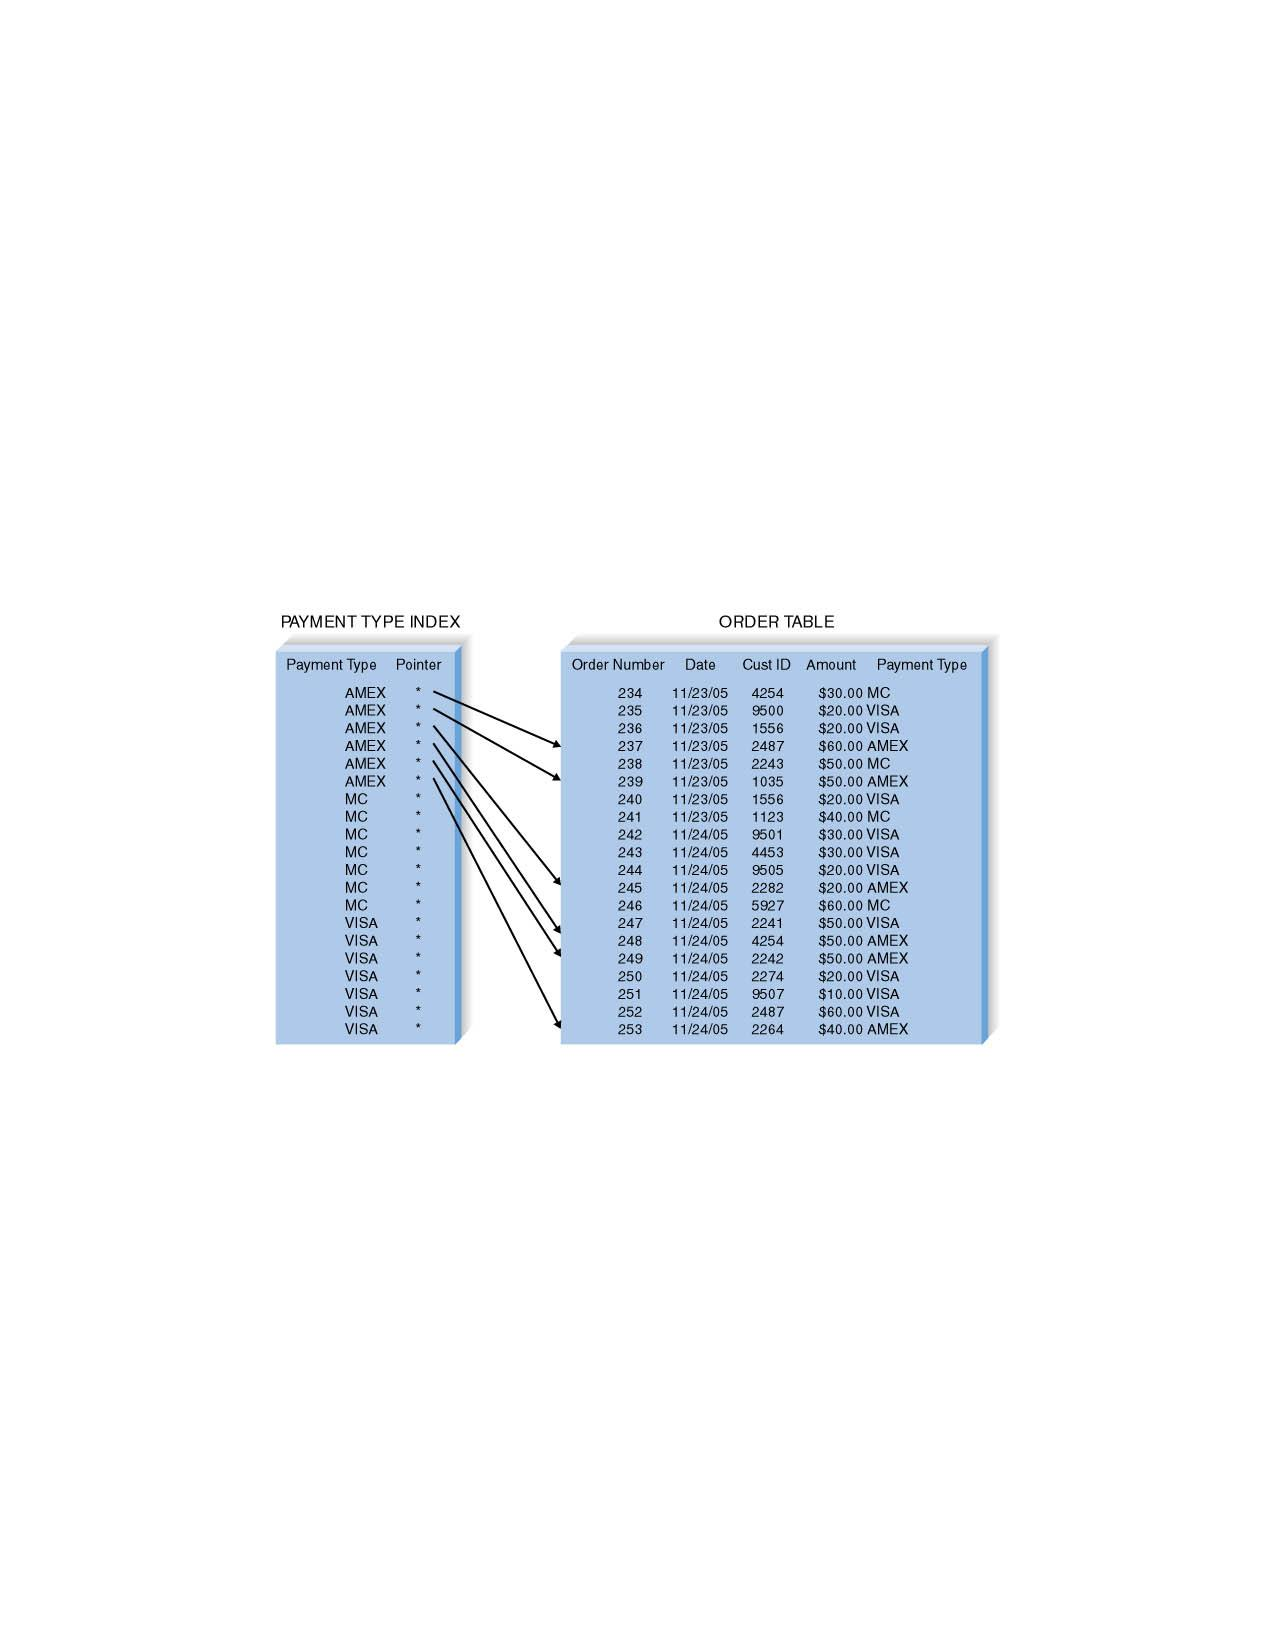 PAYMENT TYPE INDEX
Payment Type Pointer
AMEX *
AMEX *
AMEX *
AMEX *
AMEX *
AMEX *
MC *
MC *
MC *
MC *
MC *
MC *
MC *
VISA *
VISA *
VISA *
VISA *
VISA *
VISA *
VISA *
ORDER TABLE
Order Number Date Cust ID Amount Payment Type
234 11/23/05 4254 $30.00 MC
235 11/23/05 9500 $20.00 VISA
236 11/23/05 1556 $20.00 VISA
237 11/23/05 2487 $60.00 AMEX
238 11/23/05 2243 $50.00 MC
239 11/23/05 1035 $50.00 AMEX
240 11/23/05 1556 $20.00 VISA
241 11/23/05 1123 $40.00 MC
242 11/24/05 9501 $30.00 VISA
243 11/24/05 4453 $30.00 VISA
244 11/24/05 9505 $20.00 VISA
245 11/24/05 2282 $20.00 AMEX
246 11/24/05 5927 $60.00 MC
247 11/24/05 2241 $50.00 VISA
248 11/24/05 4254 $50.00 AMEX
249 11/24/05 2242 $50.00 AMEX
250 11/24/05 2274 $20.00 VISA
251 11/24/05 9507 $10.00 VISA
252 11/24/05 2487 $60.00 VISA
253 11/24/05 2264 $40.00 AMEX